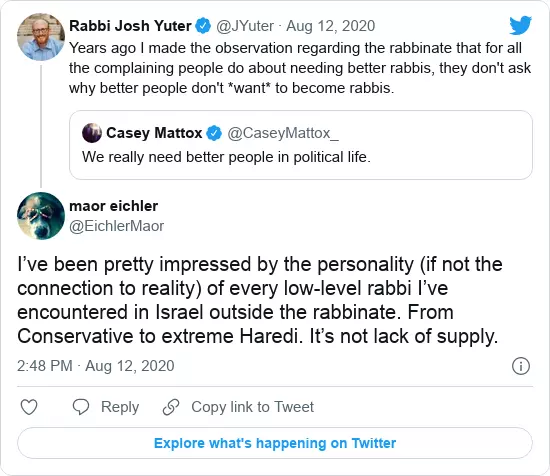 Rabbi Josh Yuter @JYuter · Aug 12, 2020
Years ago I made the observation regarding the rabbinate that for all
the complaining people do about needing better rabbis, they don't ask
why better people don't *want* to become rabbis.
Casey Mattox @CaseyMattox_
We really need better people in political life.
maor eichler
@EichlerMaor
I’ve been pretty impressed by the personality (if not the
connection to reality) of every low-level rabbi I’ve
encountered in Israel outside the rabbinate. From
Conservative to extreme Haredi. It’s not lack of supply.
2:48 PM · Aug 12, 2020
Reply Copy link to Tweet
Explore what's happening on Twitter